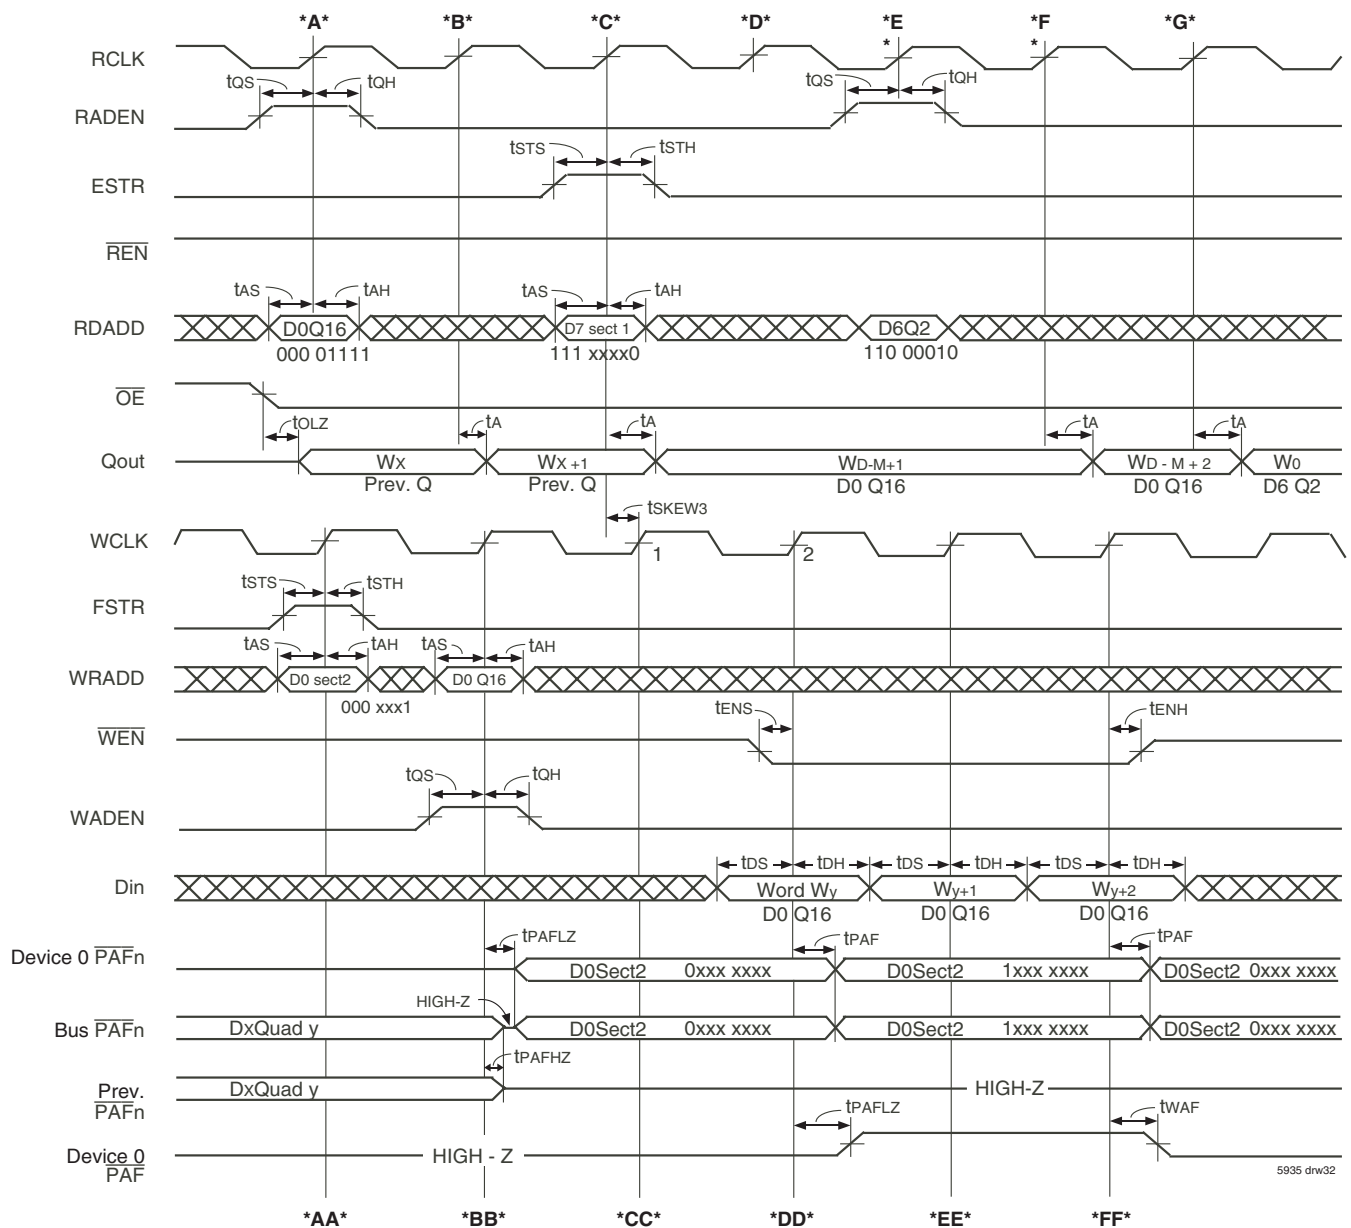 *A* *B* *C* *D* *E* *F* *G*
RCLK
tQS tQH tQS tQH
RADEN
tSTS tSTH
ESTR
REN
tAS tAH tAS tAH
RDADD D0Q16 D7 sect 1 D6Q2
000 01111 111 xxxx0 110 00010
OE
tOLZ tA tA tA tA
Qout WX WX +1 WD-M+1 WD - M + 2 W0
Prev. Q Prev. Q D0 Q16 D0 Q16 D6 Q2
tSKEW3
WCLK 1 2
tSTS tSTH
FSTR
tAS tAH tAS tAH
WRADD D0 sect2 D0 Q16
000 xxx1
tENS tENH
WEN
tQS tQH
WADEN
tDS tDH tDS tDH tDS tDH
Din Word Wy Wy+1 Wy+2
D0 Q16 D0 Q16 D0 Q16
tPAFLZ tPAF tPAF
Device 0 PAFn D0Sect2 0xxx xxxx D0Sect2 1xxx xxxx D0Sect2 0xxx xxxx
HIGH-Z
Bus PAFn DxQuad y D0Sect2 0xxx xxxx D0Sect2 1xxx xxxx D0Sect2 0xxx xxxx
tPAFHZ
Prev. DxQuad y HIGH-Z
PAFn
tPAFLZ tWAF
Device 0 HIGH - Z
PAF
5935 drw32
*AA* *BB* *CC* *DD* *EE* *FF*